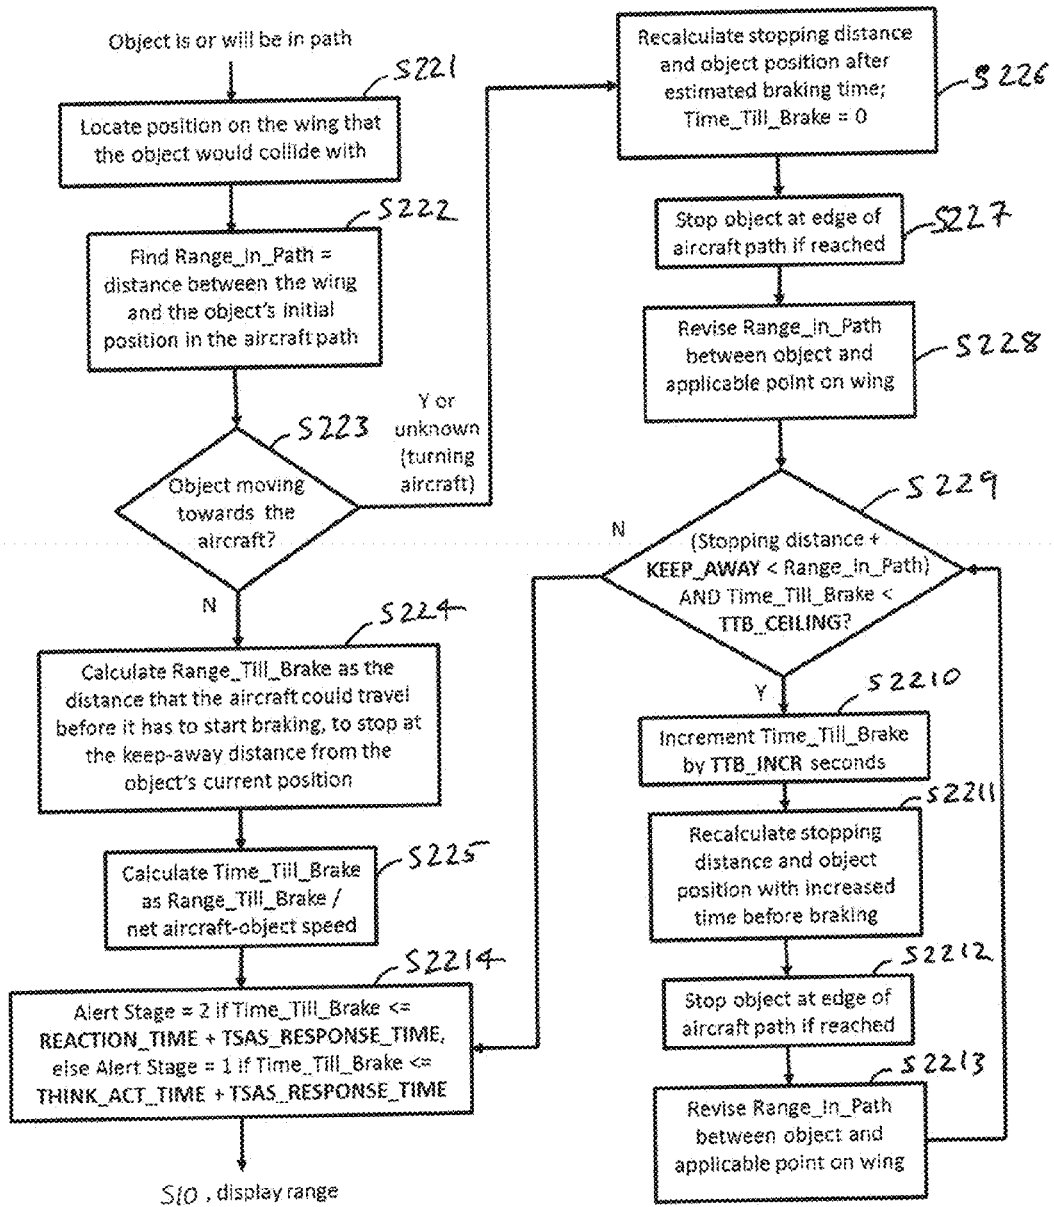 Object is or will be in path
S221
Locate position on the wing that
the object would collide with
S222
Find Range_In_Path =
distance between the wing
and the object's initial
position in the aircraft path
S223
Object moving
towards the
aircraft?
Y or
unknown
(turning
aircraft)
N
S224
Calculate Range_Till_Brake as the
distance that the aircraft could travel
before it has to start braking, to stop at
the keep-away distance from the
object's current position
S225
Calculate Time_Till_Brake
as Range_Till_Brake /
net aircraft-object speed
S2214
Alert Stage = 2 if Time_Till_Brake <=
REACTION_TIME + TSAS_RESPONSE_TIME,
else Alert Stage = 1 if Time_Till_Brake <=
THINK_ACT_TIME + TSAS_RESPONSE_TIME
S10, display range
Recalculate stopping distance
and object position after
estimated braking time;
Time_Till_Brake = 0
S226
Stop object at edge of
aircraft path if reached
S227
Revise Range_In_Path
between object and
applicable point on wing
S228
S229
N
(Stopping distance +
KEEP_AWAY < Range_In_Path)
AND Time_Till_Brake <
TTB_CEILING?
Y
S2210
Increment Time_Till_Brake
by TTB_INCR seconds
S2211
Recalculate stopping
distance and object
position with increased
time before braking
S2212
Stop object at edge of
aircraft path if reached
S2213
Revise Range_In_Path
between object and
applicable point on wing